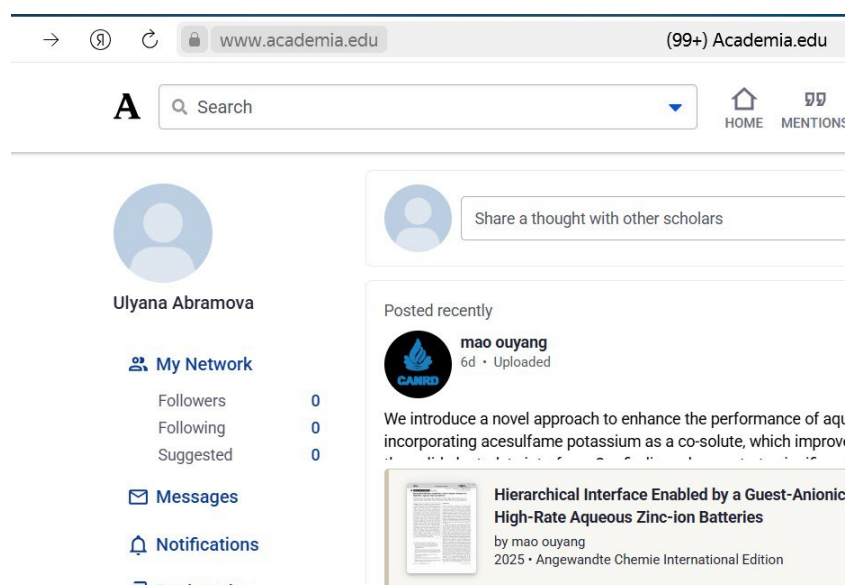 www.academia.edu
(99+) Academia.edu
A
Search
HOME
MENTIONS
Share a thought with other scholars
Ulyana Abramova
My Network
Followers 0
Following 0
Suggested 0
Messages
Notifications
Posted recently
CANRD
mao ouyang
6d • Uploaded
We introduce a novel approach to enhance the performance of aqu
incorporating acesulfame potassium as a co-solute, which improve
Hierarchical Interface Enabled by a Guest-Anionic
High-Rate Aqueous Zinc-ion Batteries
by mao ouyang
2025 • Angewandte Chemie International Edition